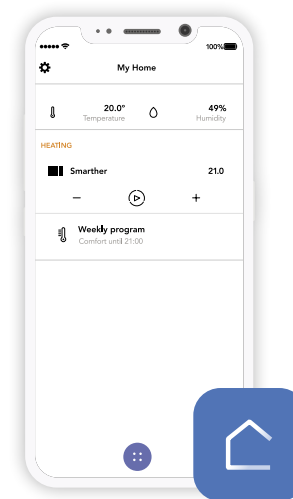 100%
My Home
20.0° 49%
Temperature Humidity
HEATING
Smarther 21.0
Weekly program
Comfort until 21:00